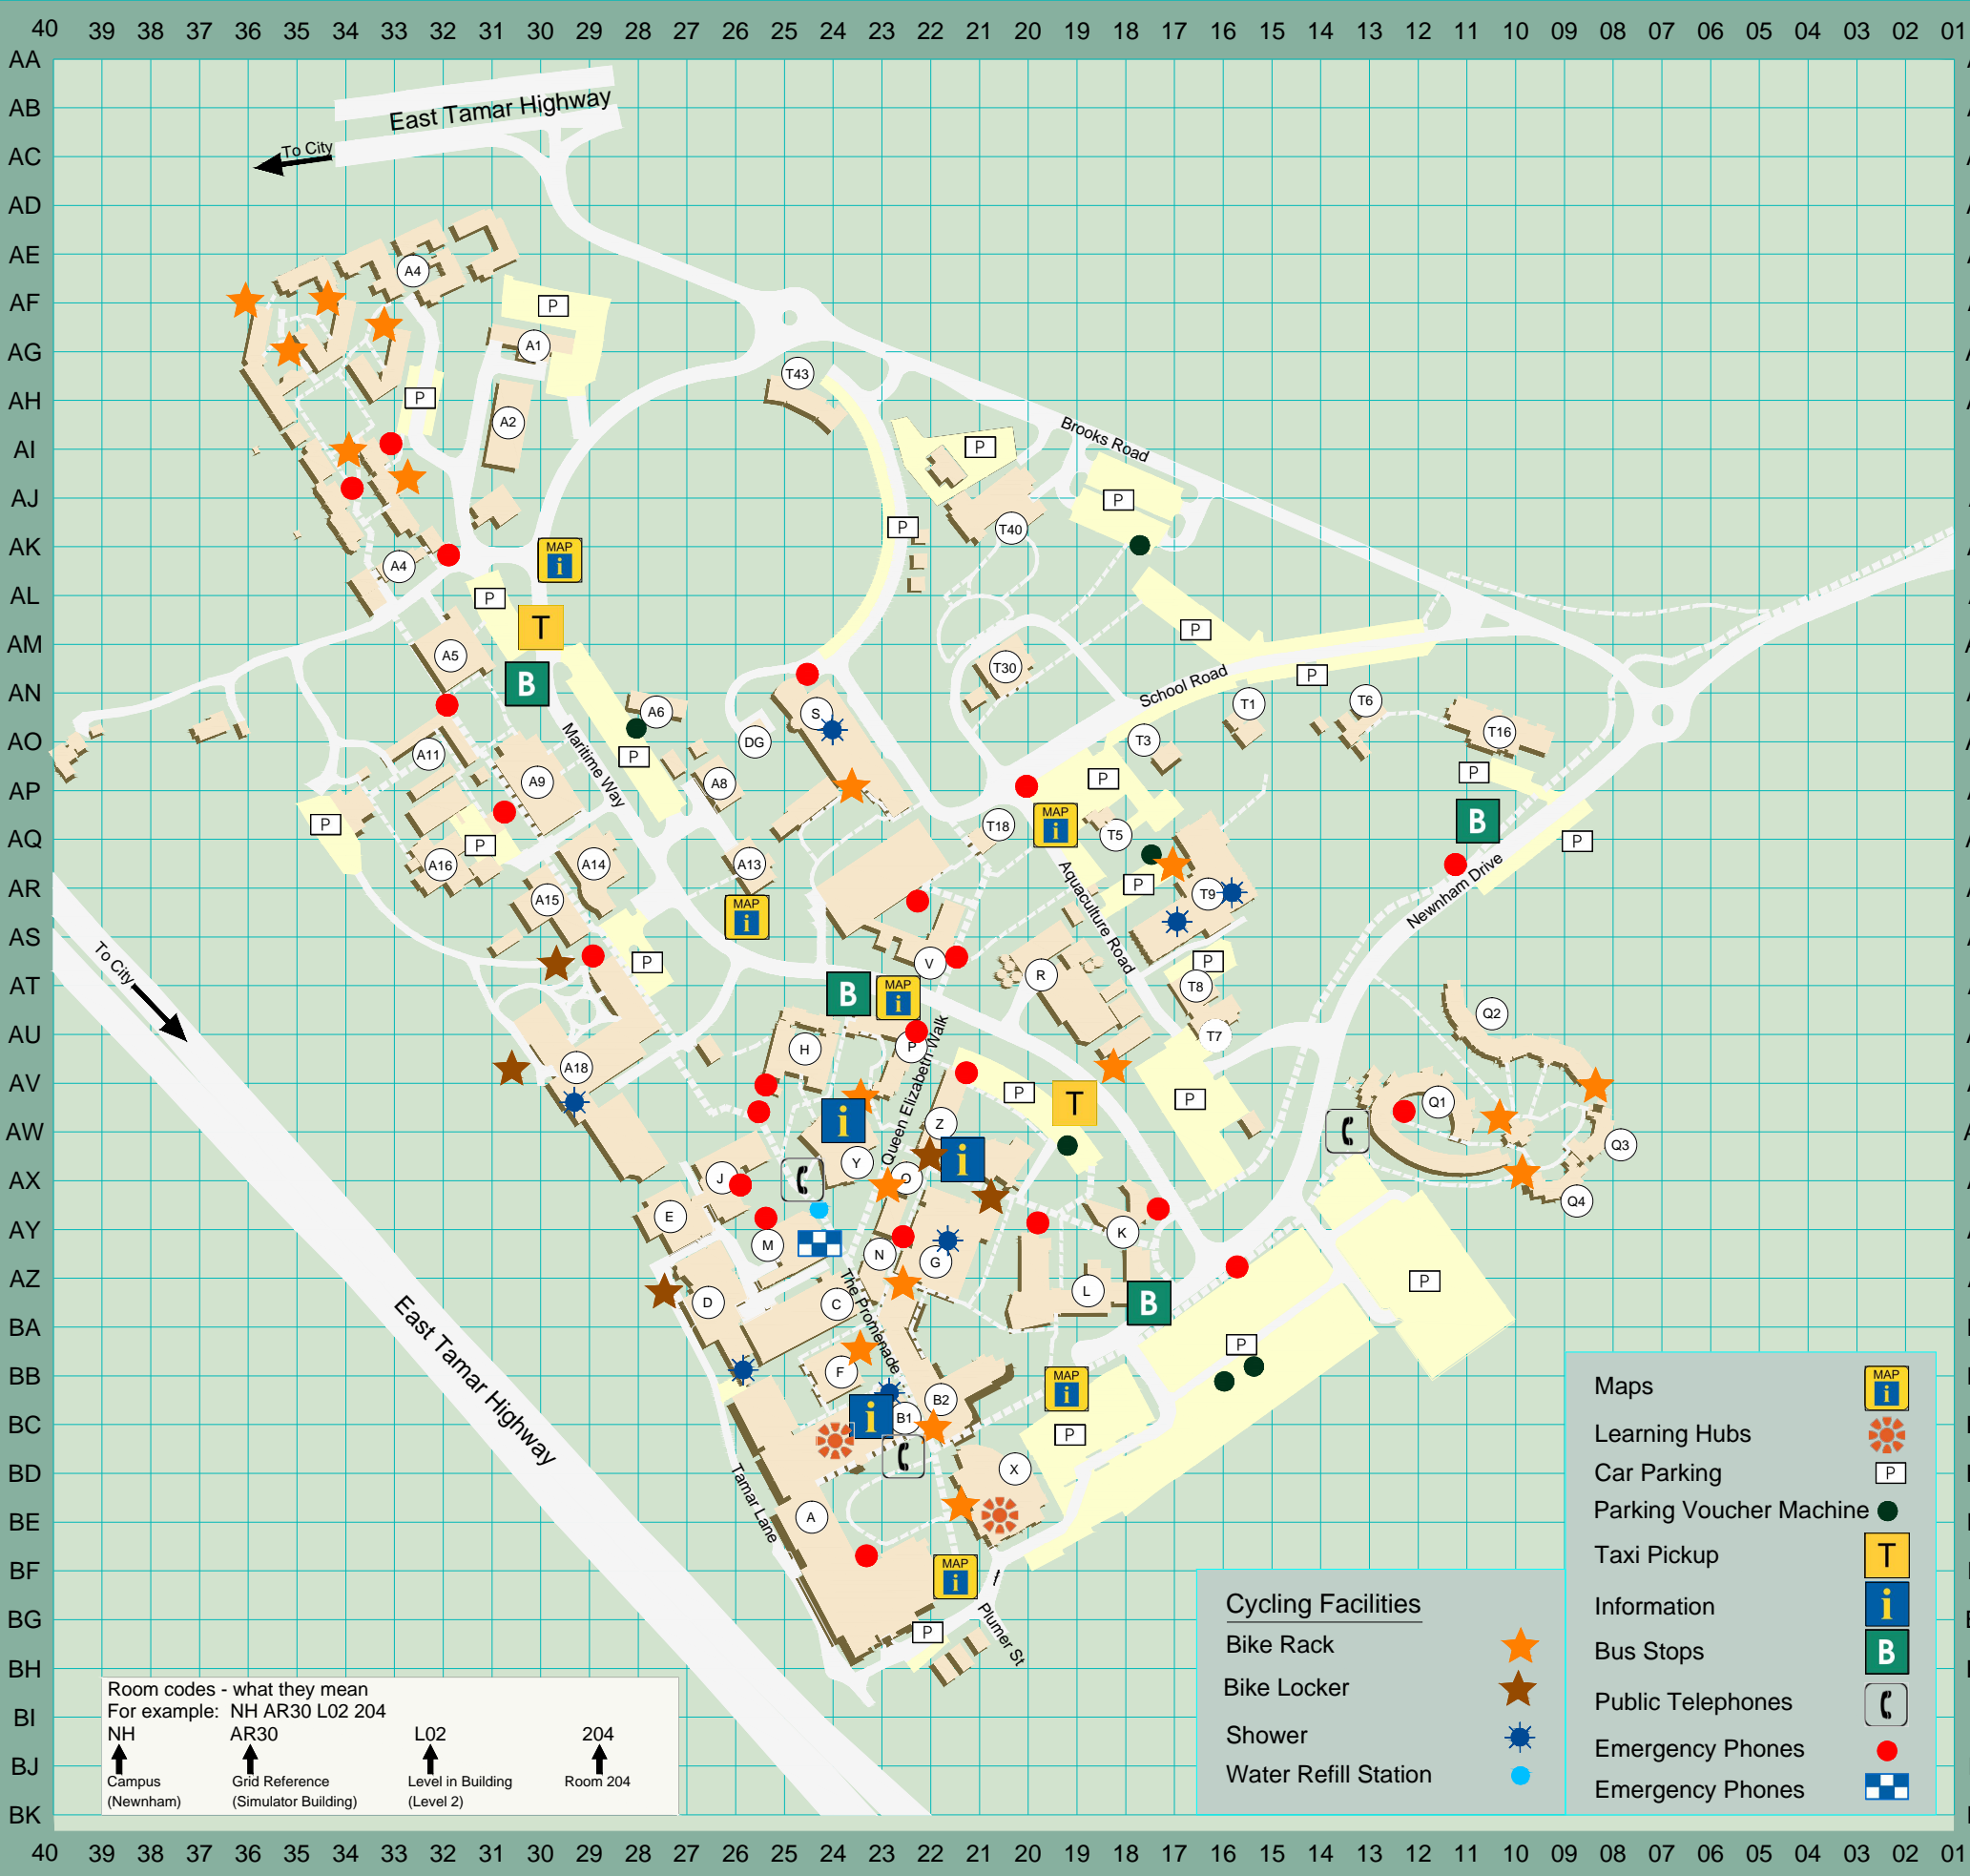 40 39 38 37 36 35 34 33 32 31 30 29 28 27 26 25 24 23 22 21 20 19 18 17 16 15 14 13 12 11 10 09 08 07 06 05 04 03 02 01
AA
AB
AC
AD
AE
AF
AG
AH
AI
AJ
AK
AL
AM
AN
AO
AP
AQ
AR
AS
AT
AU
AV
AW
AX
AY
AZ
BA
BB
BC
BD
BE
BF
BG
BH
BI
BJ
BK
East Tamar Highway
To City
A4
P
A1
T43
P
A2
P
Brooks Road
P
P
T40
MAP
i
A4
P
T
P
A5
T30
P
B
School Road
A6
S
T1
T6
DG
T3
T16
A11
P
Maritime Way
A9
A8
P
P
P
T18
MAP
i
T5
B
P
P
A16
A14
A13
Aquaculture Road
P
T9
Newnham Drive
A15
MAP
i
To City
P
V
R
P
T8
B
MAP
i
Q2
T7
H
P
Queen Elizabeth Walk
A18
P
T
P
Q1
i
Z
Q3
Y
i
J
O
Q4
E
M
K
N
G
P
D
C
The Promenade
L
B
East Tamar Highway
P
F
MAP
i
B2
i
B1
P
X
Tamar Lane
A
MAP
i
Plumer St
P
Maps
MAP
i
Learning Hubs
Car Parking P
Parking Voucher Machine
Taxi Pickup T
Information i
Bus Stops B
Public Telephones
Emergency Phones
Emergency Phones
Cycling Facilities
Bike Rack
Bike Locker
Shower
Water Refill Station
Room codes - what they mean
For example: NH AR30 L02 204
NH AR30 L02 204
Campus Grid Reference Level in Building Room 204
(Newnham) (Simulator Building) (Level 2)
40 39 38 37 36 35 34 33 32 31 30 29 28 27 26 25 24 23 22 21 20 19 18 17 16 15 14 13 12 11 10 09 08 07 06 05 04 03 02 01